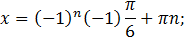 x = (−1)ⁿ(−1) π/6 + πn;